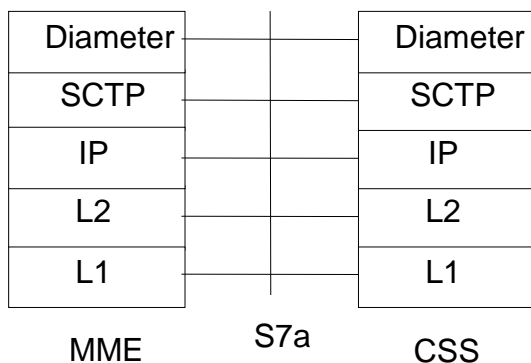 Diameter Diameter
SCTP SCTP
IP IP
L2 L2
L1 L1
MME S7a CSS